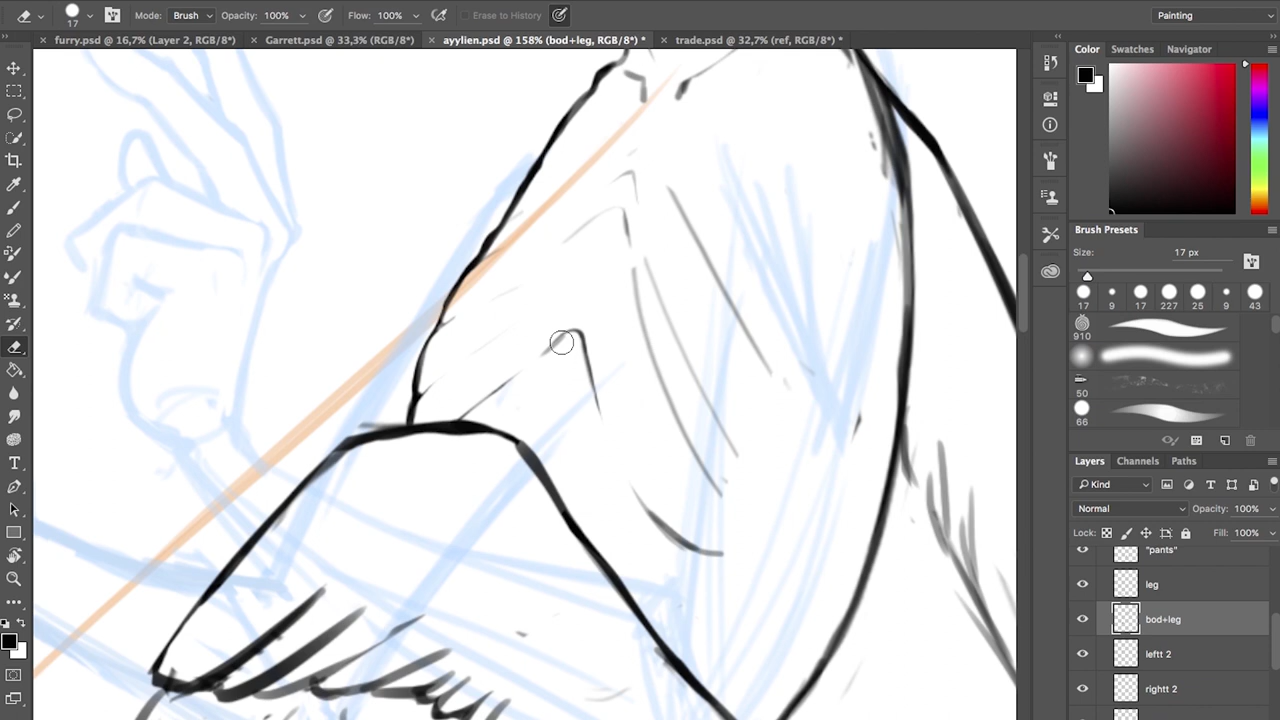 17
Mode: Brush Opacity: 100% Flow: 100% Erase to History Painting
furry.psd @ 16,7% (Layer 2, RGB/8*) Garrett.psd @ 33,3% (RGB/8*) ayylien.psd @ 158% (bod+leg, RGB/8*) * trade.psd @ 32,7% (ref, RGB/8*) *
Color Swatches Navigator
Brush Presets
Size: 17 px
17 9 17 227 25 9 43
910
50
66
Layers Channels Paths
Kind
Normal Opacity: 100%
Lock: Fill: 100%
"pants"
leg
bod+leg
leftt 2
rightt 2